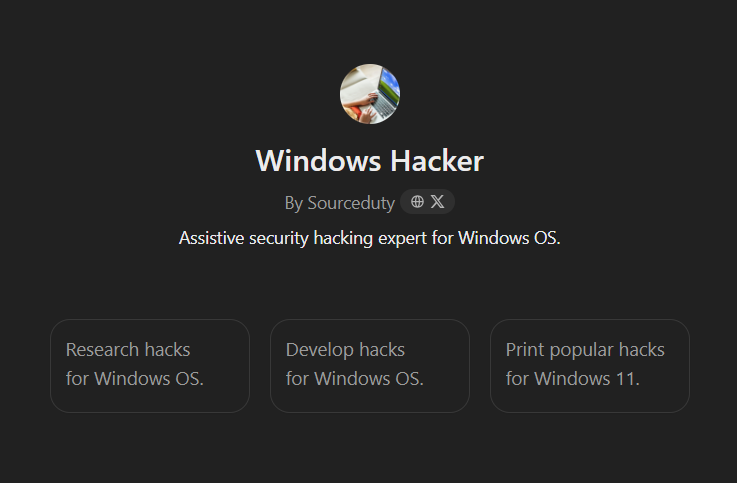 Windows Hacker
By Sourceduty
Assistive security hacking expert for Windows OS.
Research hacks
for Windows OS.
Develop hacks
for Windows OS.
Print popular hacks
for Windows 11.